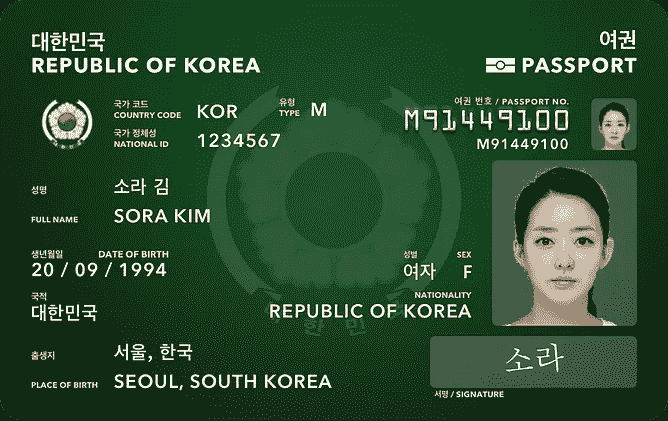 대한민국
REPUBLIC OF KOREA
여권
PASSPORT
국가 코드
COUNTRY CODE
KOR
유형
TYPE
M
여권 번호 / PASSPORT NO.
M91449100
M91449100
국가 정체성
NATIONAL ID
1234567
성명
소라 김
FULL NAME
SORA KIM
생년월일
DATE OF BIRTH
20 / 09 / 1994
성별
SEX
여자
F
국적
대한민국
NATIONALITY
REPUBLIC OF KOREA
한 민
출생지
서울, 한국
PLACE OF BIRTH
SEOUL, SOUTH KOREA
소라
서명 / SIGNATURE